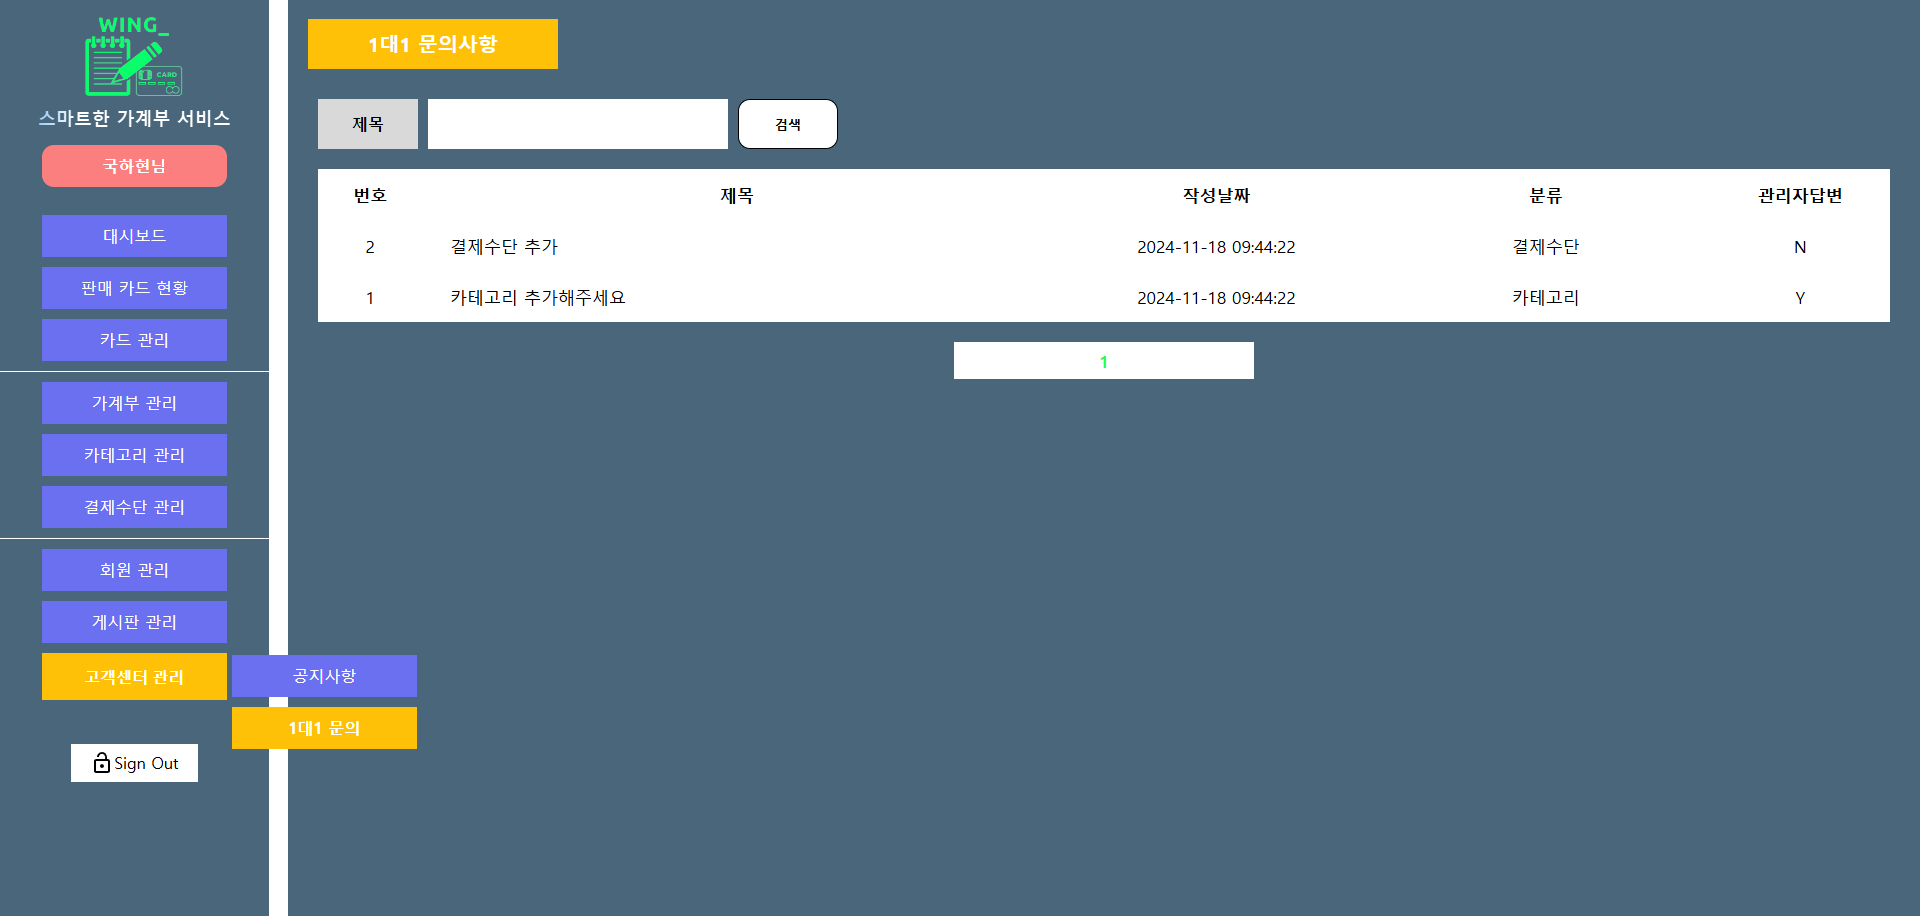 WING_
CARD
스마트한 가계부 서비스
국하현님
대시보드
판매 카드 현황
카드 관리
가계부 관리
카테고리 관리
결제수단 관리
회원 관리
게시판 관리
고객센터 관리
공지사항
1대1 문의
Sign Out
1대1 문의사항
제목 검색
번호 제목 작성날짜 분류 관리자답변
2 결제수단 추가 2024-11-18 09:44:22 결제수단 N
1 카테고리 추가해주세요 2024-11-18 09:44:22 카테고리 Y
1